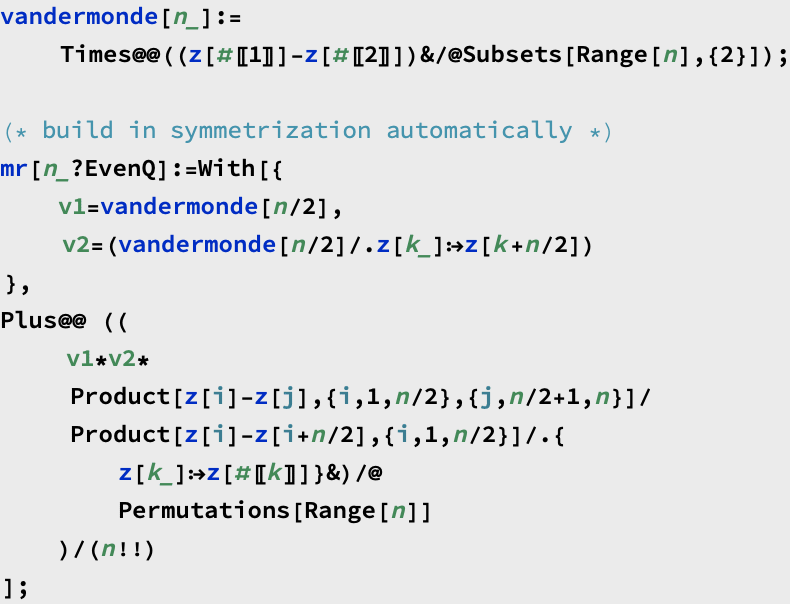 vandermonde[n_]:=
Times@@((z[#〚1〛]-z[#〚2〛])&/@Subsets[Range[n],{2}]);
(* build in symmetrization automatically *)
mr[n_?EvenQ]:=With[{
v1=vandermonde[n/2],
v2=(vandermonde[n/2]/.z[k_]:→z[k+n/2])
},
Plus@@ ((
v1*v2*
Product[z[i]-z[j],{i,1,n/2},{j,n/2+1,n}]/
Product[z[i]-z[i+n/2],{i,1,n/2}]/.{
z[k_]:→z[#〚k〛]}&)/@
Permutations[Range[n]]
)/(n!!)
];